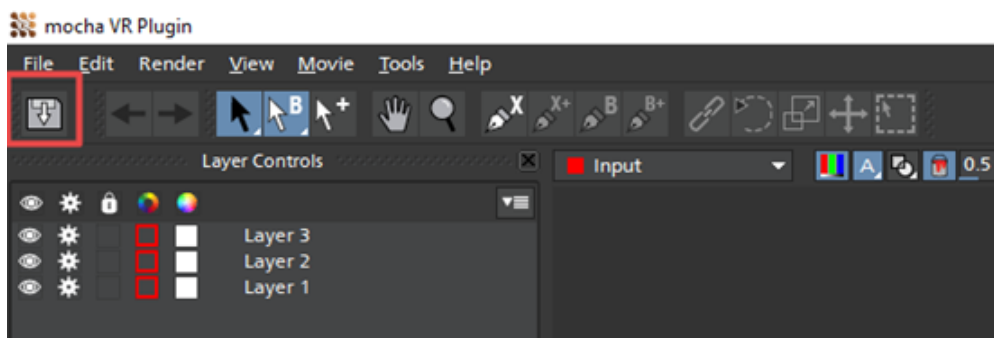 mocha VR Plugin
File Edit Render View Movie Tools Help
B + X X+ B B+
Layer Controls
Input A 0.5
Layer 3
Layer 2
Layer 1